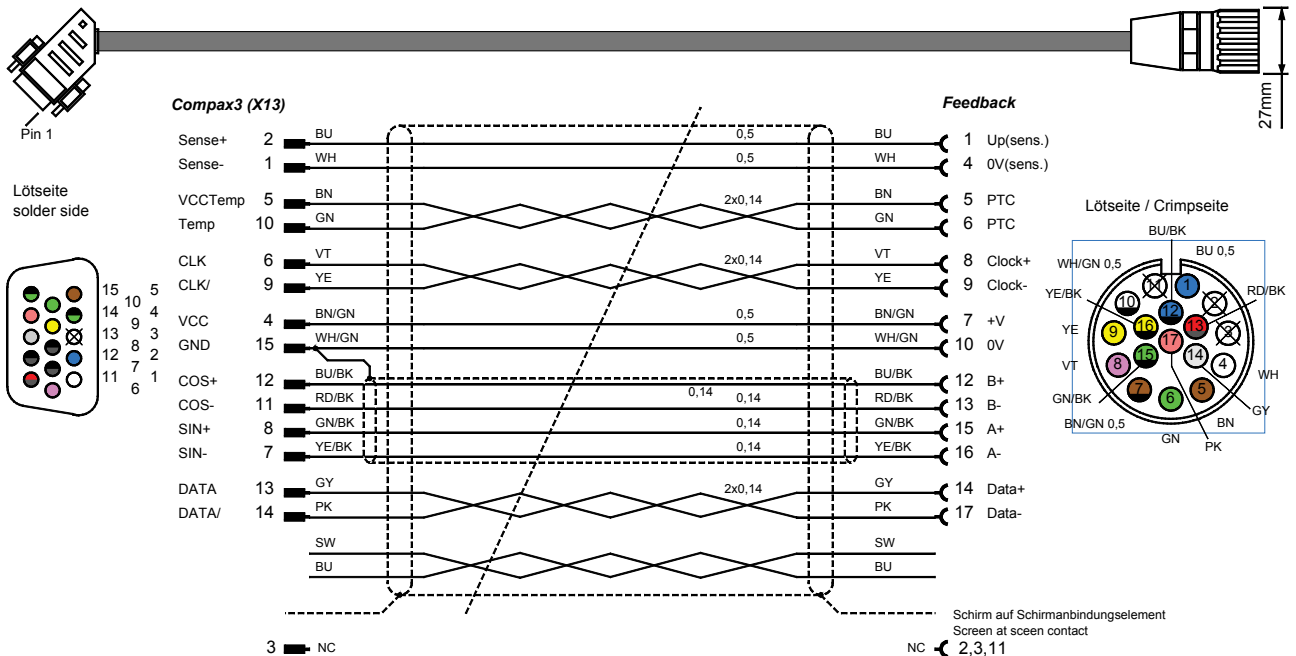 27mm
Pin 1
Compax3 (X13)
Feedback
Sense+ 2 BU 0,5 BU 1 Up(sens.)
Sense- 1 WH 0,5 WH 4 0V(sens.)
VCCTemp 5 BN 2x0,14 BN 5 PTC
Temp 10 GN GN 6 PTC
CLK 6 VT 2x0,14 VT 8 Clock+
CLK/ 9 YE YE 9 Clock-
VCC 4 BN/GN 0,5 BN/GN 7 +V
GND 15 WH/GN 0,5 WH/GN 10 0V
COS+ 12 BU/BK 0,14 BU/BK 12 B+
COS- 11 RD/BK 0,14 RD/BK 13 B-
SIN+ 8 GN/BK 0,14 GN/BK 15 A+
SIN- 7 YE/BK 0,14 YE/BK 16 A-
DATA 13 GY 2x0,14 GY 14 Data+
DATA/ 14 PK PK 17 Data-
SW SW
BU BU
Schirm auf Schirmanbindungselement
Screen at sceen contact
3 NC NC 2,3,11
Lötseite
solder side
15 5
10
14 4
9
13 3
8
12 2
7
11 1
6
Lötseite / Crimpseite
BU/BK
BU 0,5
WH/GN 0,5
YE/BK
RD/BK
YE
VT
WH
GN/BK
GY
BN/GN 0,5
BN
GN
PK
11 1
10 12 2
9 16 13 3
17
8 15 14 4
7 6 5